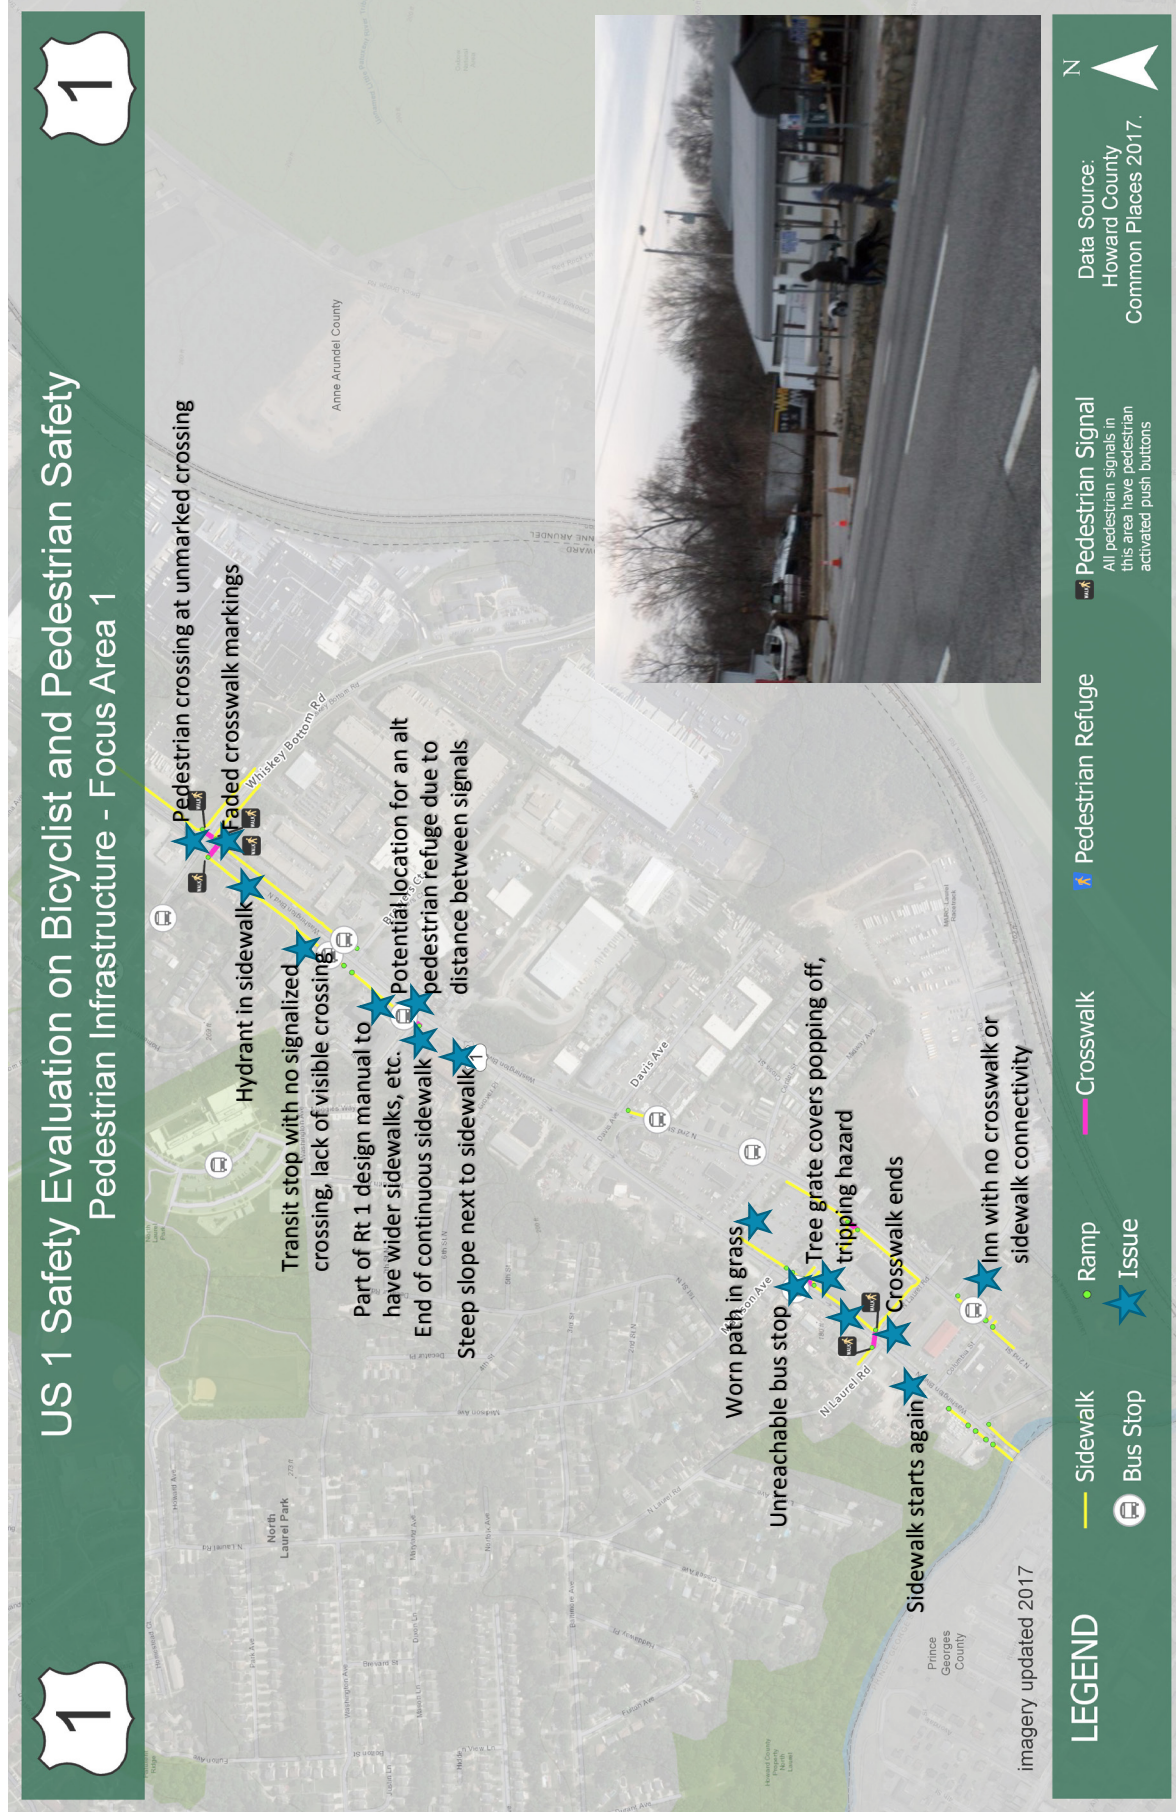 1
US 1 Safety Evaluation on Bicyclist and Pedestrian Safety
Pedestrian Infrastructure - Focus Area 1
1
Pedestrian crossing at unmarked crossing
Faded crosswalk markings
Whiskey Bottom Rd
Hydrant in sidewalk
Transit stop with no signalized
crossing, lack of visible crossing
Part of Rt 1 design manual to
have wider sidewalks, etc.
Potential location for an alt
pedestrian refuge due to
distance between signals
End of continuous sidewalk
Steep slope next to sidewalk
1
Anne Arundel County
North
Laurel Park
Davis Ave
Worn path in grass
Unreachable bus stop
Tree grate covers popping off,
tripping hazard
Crosswalk ends
N Laurel Rd
Sidewalk starts again
Inn with no crosswalk or
sidewalk connectivity
Prince
Georges
County
imagery updated 2017
LEGEND
Sidewalk
Ramp
Crosswalk
Pedestrian Refuge
Pedestrian Signal
All pedestrian signals in
this area have pedestrian
activated push buttons
Bus Stop
Issue
Data Source:
Howard County
Common Places 2017.
N